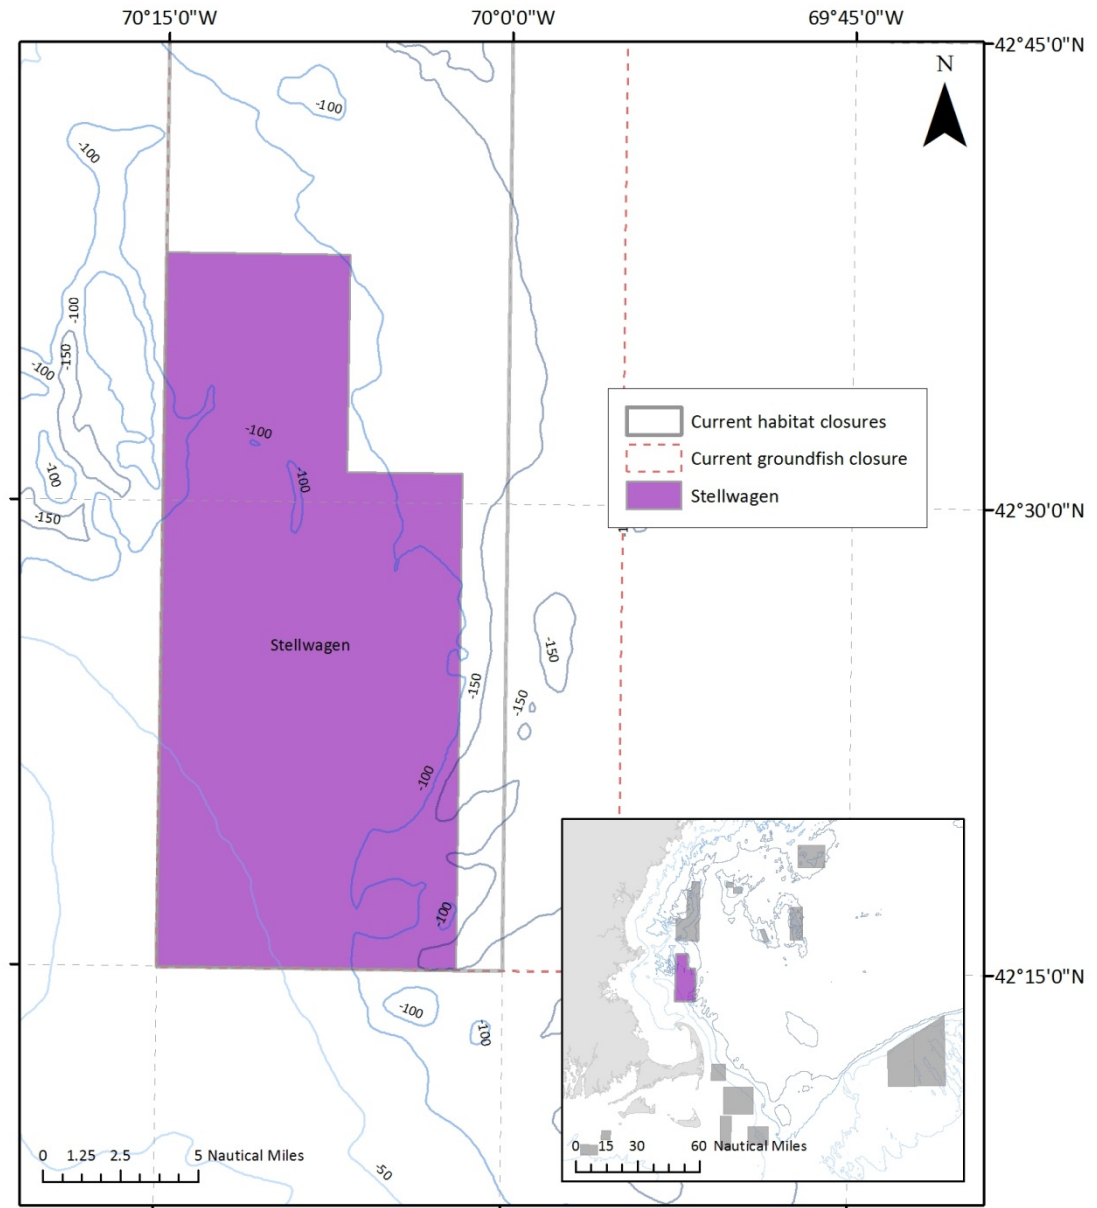 70°15'0"W 70°0'0"W 69°45'0"W
42°45'0"N
N
-100
-100
-100
-150
-100
Current habitat closures
-100
Current groundfish closure
-100
-100
Stellwagen
42°30'0"N
-150
Stellwagen
-150
-150
-150
-100
-100
42°15'0"N
-100
-100
0 1.25 2.5 5 Nautical Miles
-50
0 15 30 60 Nautical Miles